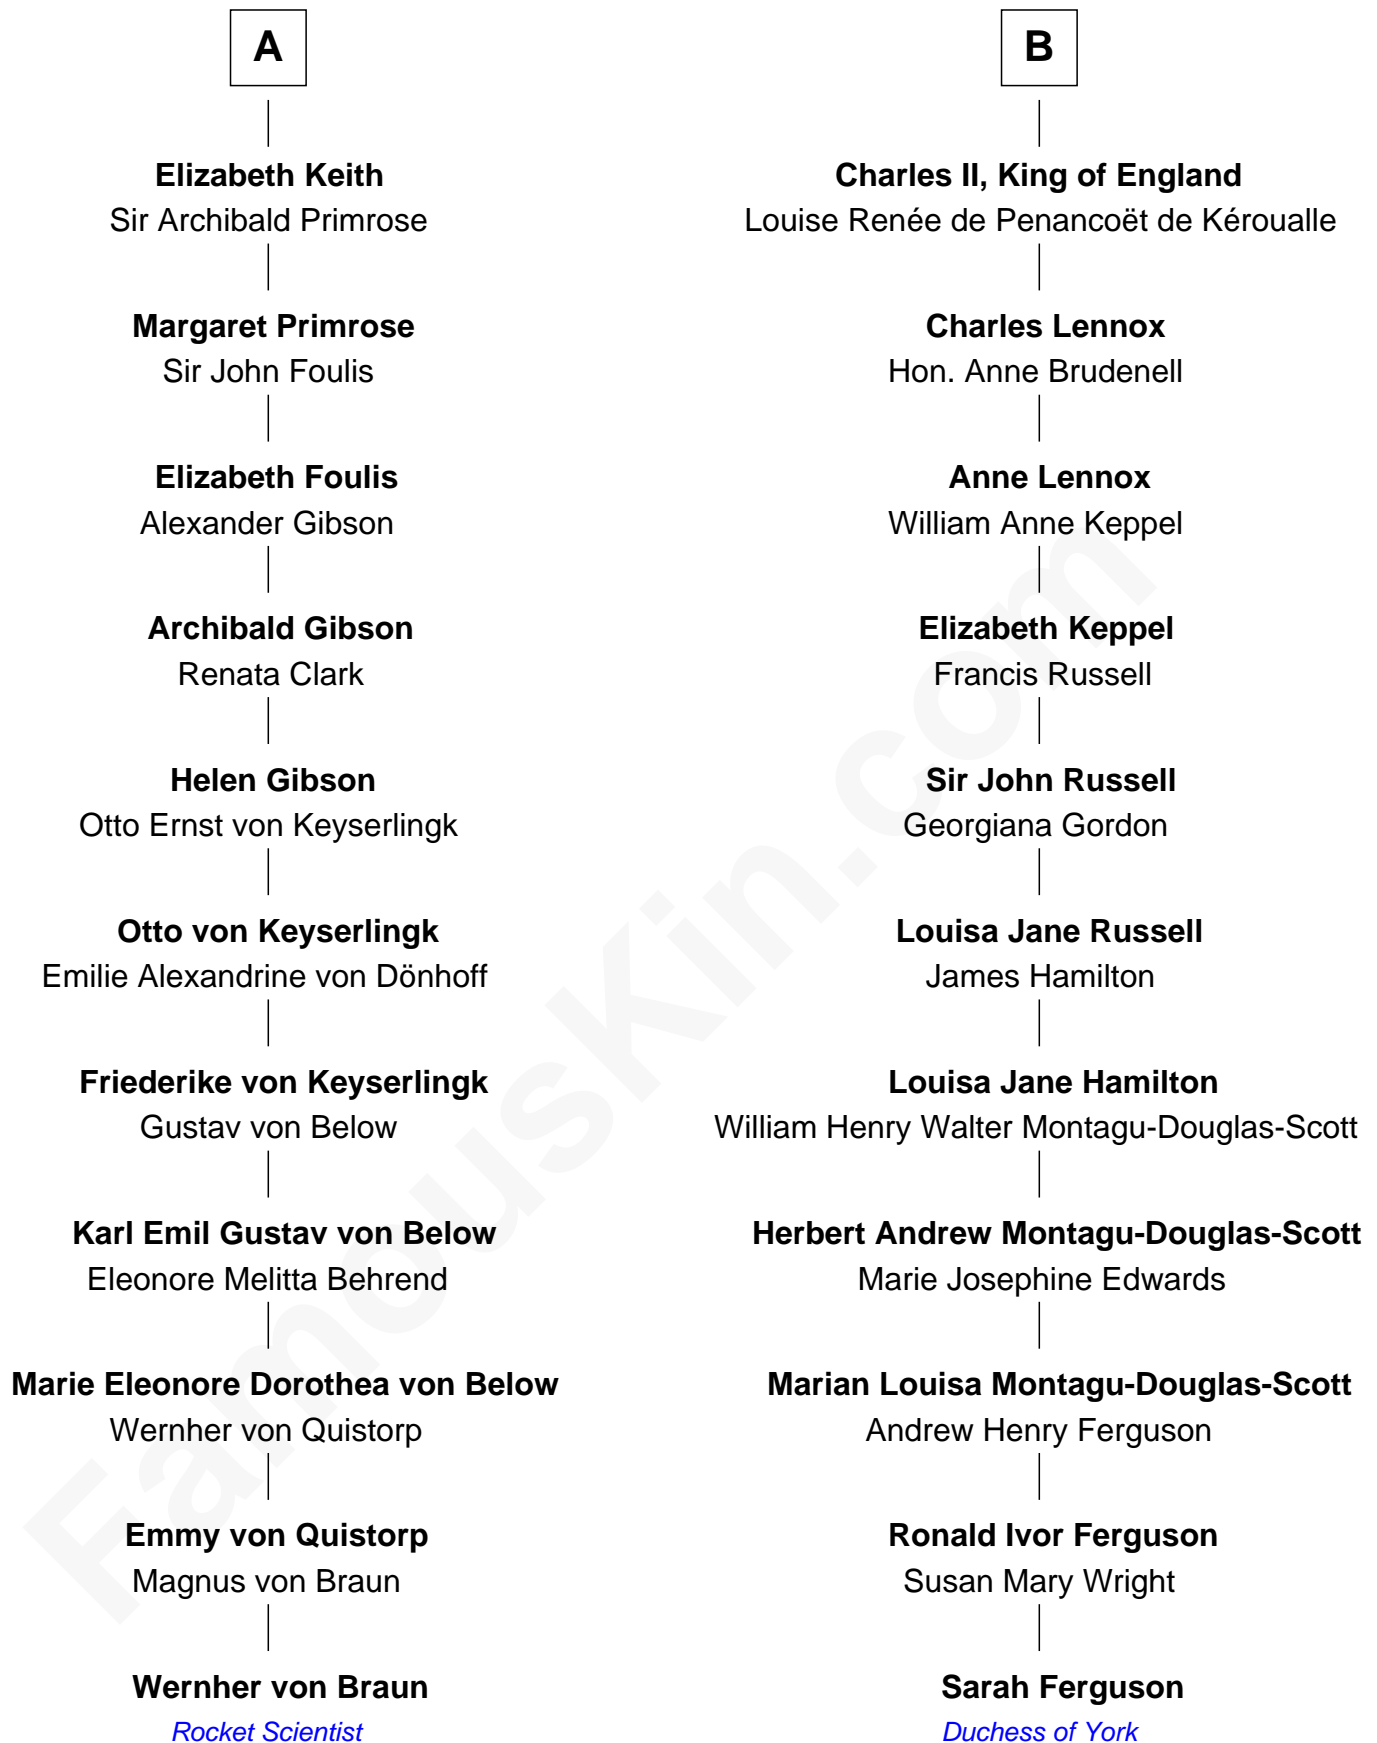 A
Elizabeth Keith
Sir Archibald Primrose
Margaret Primrose
Sir John Foulis
Elizabeth Foulis
Alexander Gibson
Archibald Gibson
Renata Clark
Helen Gibson
Otto Ernst von Keyserlingk
Otto von Keyserlingk
Emilie Alexandrine von Dönhoff
Friederike von Keyserlingk
Gustav von Below
Karl Emil Gustav von Below
Eleonore Melitta Behrend
Marie Eleonore Dorothea von Below
Wernher von Quistorp
Emmy von Quistorp
Magnus von Braun
Wernher von Braun
Rocket Scientist
B
Charles II, King of England
Louise Renée de Penancoët de Kéroualle
Charles Lennox
Hon. Anne Brudenell
Anne Lennox
William Anne Keppel
Elizabeth Keppel
Francis Russell
Sir John Russell
Georgiana Gordon
Louisa Jane Russell
James Hamilton
Louisa Jane Hamilton
William Henry Walter Montagu-Douglas-Scott
Herbert Andrew Montagu-Douglas-Scott
Marie Josephine Edwards
Marian Louisa Montagu-Douglas-Scott
Andrew Henry Ferguson
Ronald Ivor Ferguson
Susan Mary Wright
Sarah Ferguson
Duchess of York
FamousKin.com